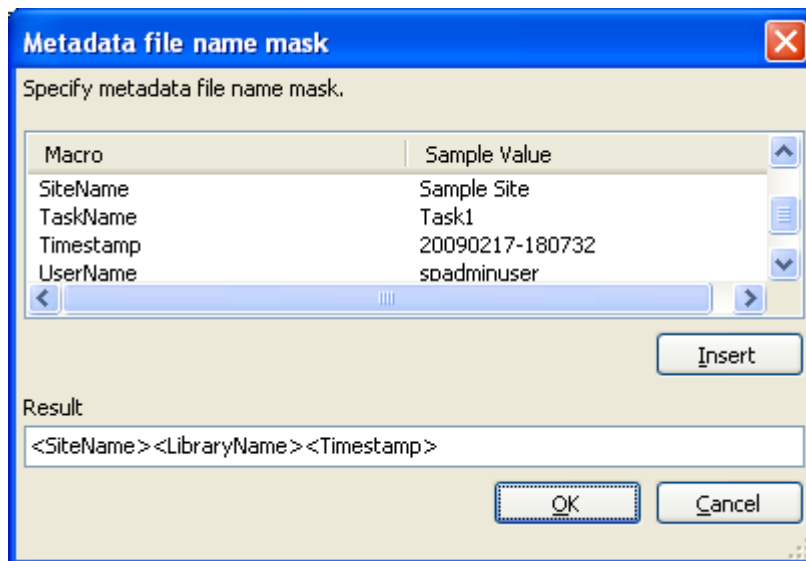 Metadata file name mask
Specify metadata file name mask.
Macro Sample Value
SiteName Sample Site
TaskName Task1
Timestamp 20090217-180732
UserName spadminuser
Insert
Result
<SiteName><LibraryName><Timestamp>
OK Cancel